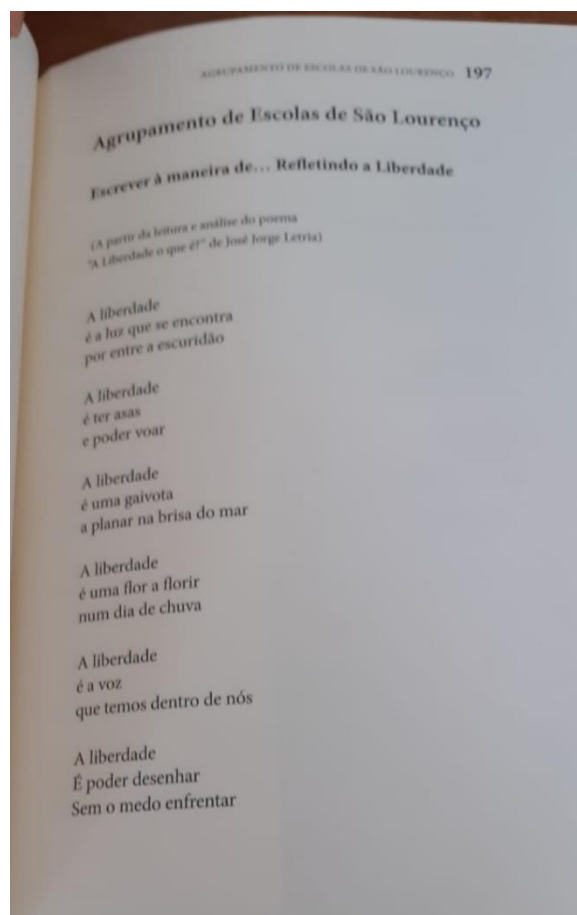 AGRUPAMENTO DE ESCOLAS DE SÃO LOURENÇO 197
Agrupamento de Escolas de São Lourenço
Escrever à maneira de... Refletindo a Liberdade
(A partir da leitura e análise do poema
"A Liberdade o que é?" de José Jorge Letria)
A liberdade
é a luz que se encontra
por entre a escuridão
A liberdade
é ter asas
e poder voar
A liberdade
é uma gaivota
a planar na brisa do mar
A liberdade
é uma flor a florir
num dia de chuva
A liberdade
é a voz
que temos dentro de nós
A liberdade
É poder desenhar
Sem o medo enfrentar